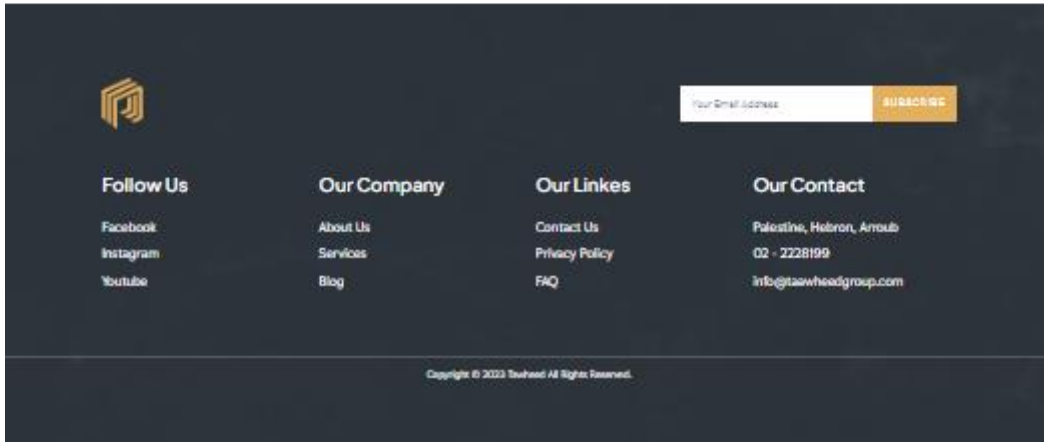 Your Email Address
SUBSCRIBE
Follow Us
Facebook
Instagram
Youtube
Our Company
About Us
Services
Blog
Our Linkes
Contact Us
Privacy Policy
FAQ
Our Contact
Palestine, Hebron, Arroub
02 - 2228199
info@taawheedgroup.com
Copyright © 2023 Tawheed All Rights Reserved.